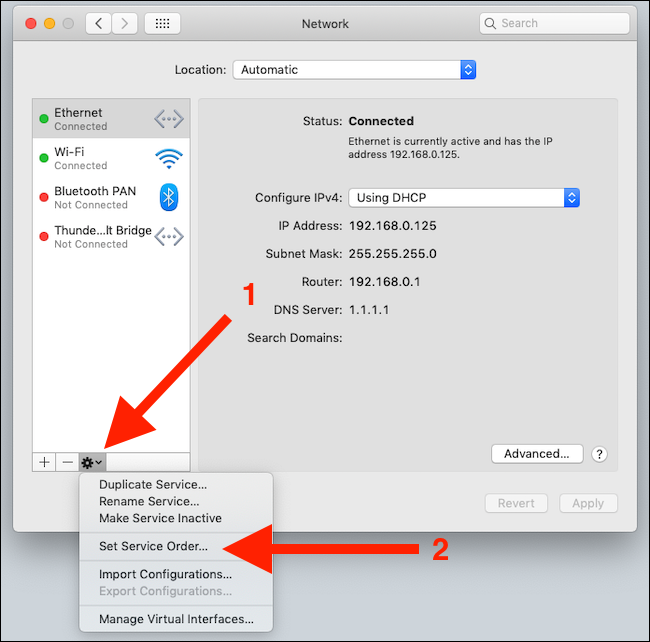 Network
Search
Location: Automatic
Ethernet
Connected
Wi-Fi
Connected
Bluetooth PAN
Not Connected
Thunde...lt Bridge
Not Connected
Status: Connected
Ethernet is currently active and has the IP
address 192.168.0.125.
Configure IPv4: Using DHCP
IP Address: 192.168.0.125
Subnet Mask: 255.255.255.0
Router: 192.168.0.1
DNS Server: 1.1.1.1
Search Domains:
1
Advanced...
?
Revert
Apply
Duplicate Service...
Rename Service...
Make Service Inactive
Set Service Order...
2
Import Configurations...
Export Configurations...
Manage Virtual Interfaces...